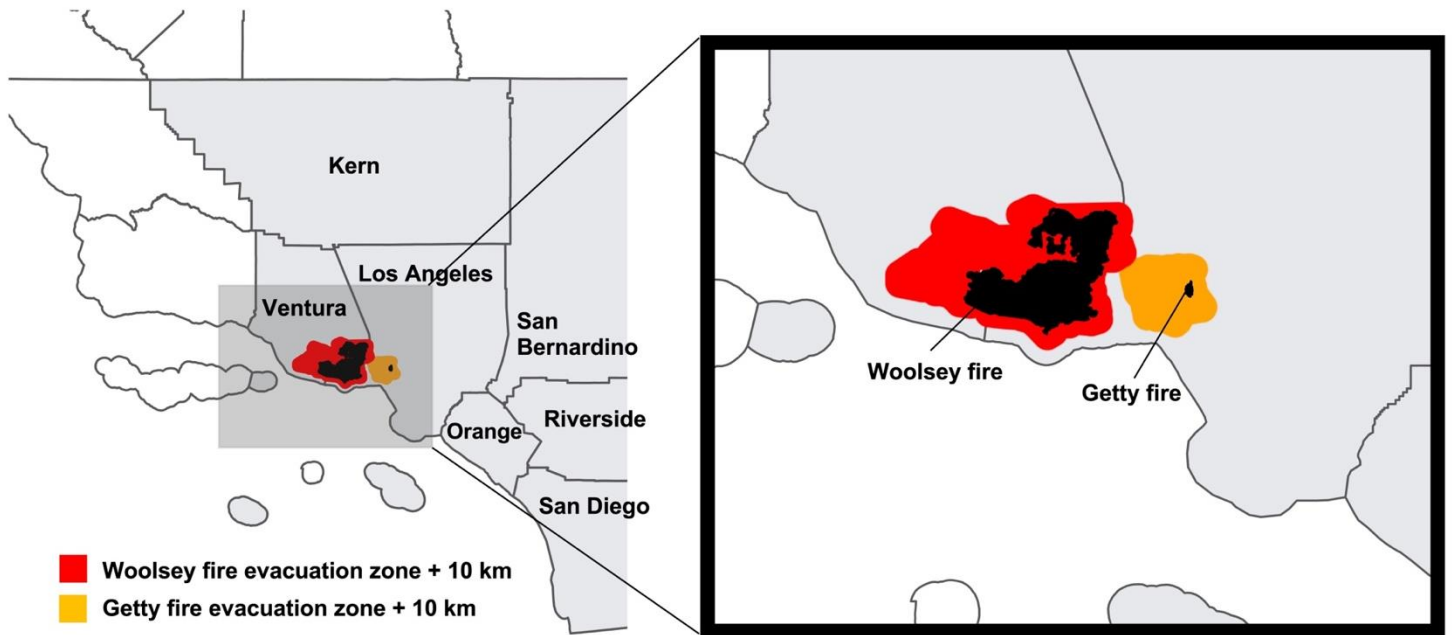 Kern
Los Angeles
Ventura
San
Bernardino
Riverside
Orange
San Diego
Woolsey fire evacuation zone + 10 km
Getty fire evacuation zone + 10 km
Woolsey fire
Getty fire